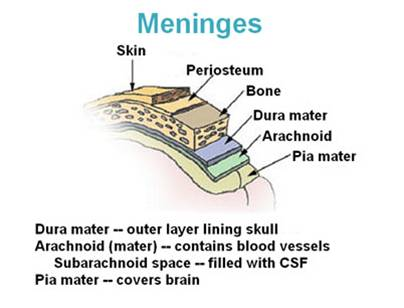 Meninges
Skin
Periosteum
Bone
Dura mater
Arachnoid
Pia mater
Dura mater -- outer layer lining skull
Arachnoid (mater) -- contains blood vessels
Subarachnoid space -- filled with CSF
Pia mater -- covers brain